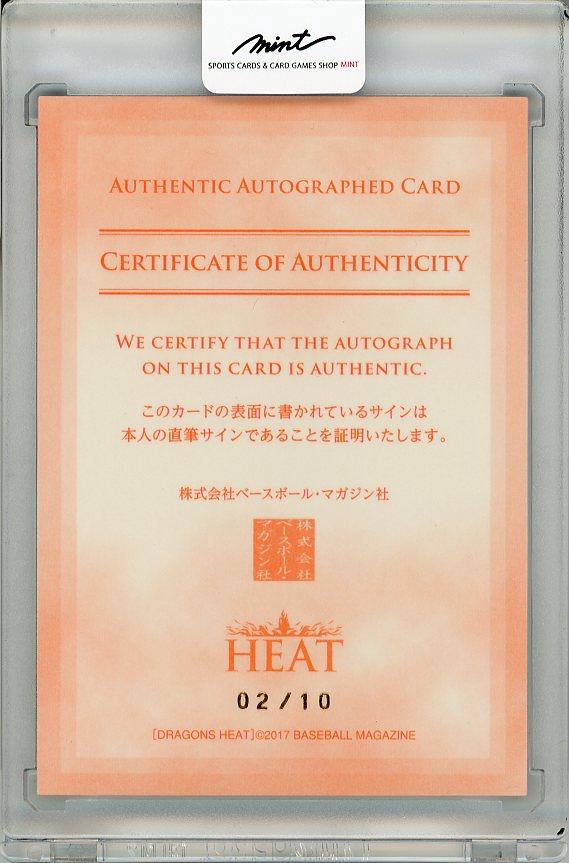 mint
SPORTS CARDS & CARD GAMES SHOP MINT
AUTHENTIC AUTOGRAPHED CARD
CERTIFICATE OF AUTHENTICITY
WE CERTIFY THAT THE AUTOGRAPH
ON THIS CARD IS AUTHENTIC.
このカードの表面に書かれているサインは
本人の直筆サインであることを証明いたします。
株式会社ベースボール・マガジン社
株式会社
ベースボール・
マガジン社
HEAT
02/10
[DRAGONS HEAT]©2017 BASEBALL MAGAZINE